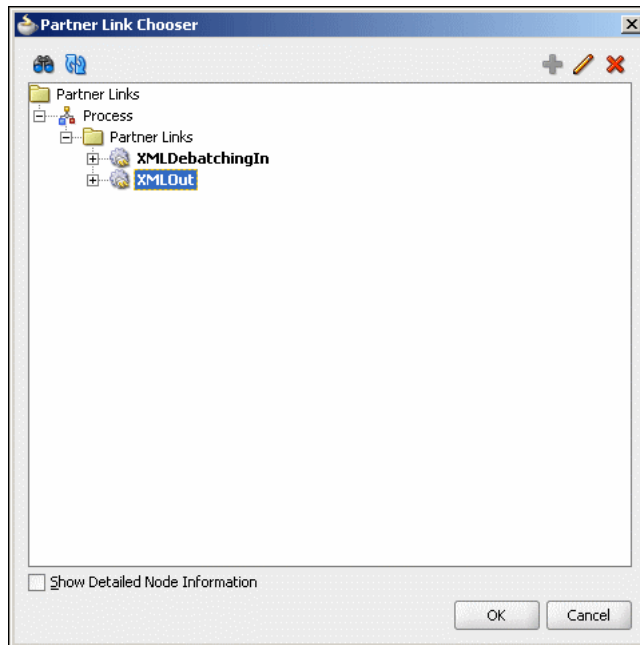 Partner Link Chooser
Partner Links
Process
Partner Links
XMLDebatchingIn
XMLOut
Show Detailed Node Information
OK Cancel